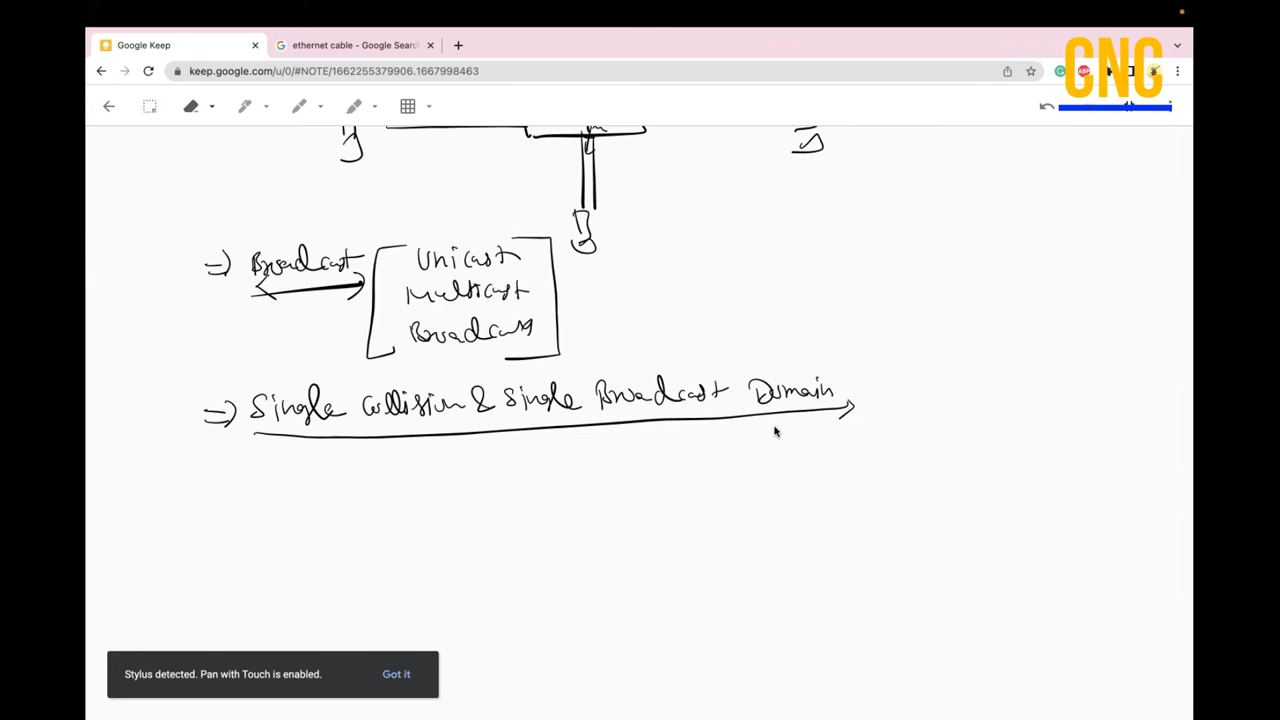 Google Keep
ethernet cable - Google Searc
CNC
keep.google.com/u/0/#NOTE/1662255379906.1667998463
=> Broadcast
Unicast
Multicast
Broadcast
=> Single Collision & Single Broadcast Domain
Stylus detected. Pan with Touch is enabled.
Got it